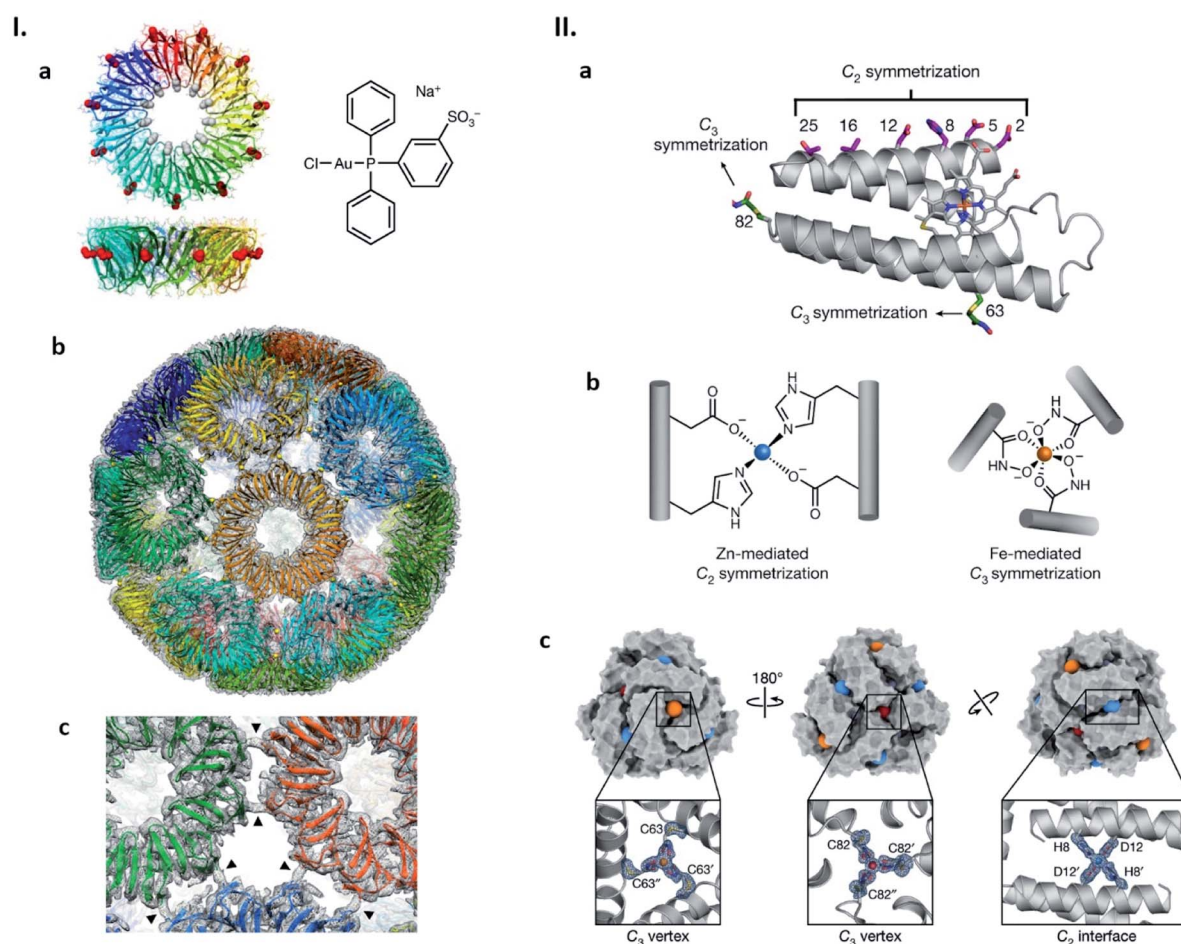 I.
a
Cl-Au-P
Na⁺
SO₃⁻
b
c
II.
a
C₂ symmetrization
25 16 12 8 5 2
C₃
symmetrization
82
C₃ symmetrization
63
b
H
N
O
O⁻
N
N
⁻O
O
N
H
Zn-mediated
C₂ symmetrization
H
N
O⁻
O
O
HN
O⁻
O
O⁻
NH
Fe-mediated
C₃ symmetrization
c
180°
C63
C63″
C63′
C₃ vertex
C82
C82′
C82″
C₃ vertex
H8
D12
D12′
H8′
C₂ interface